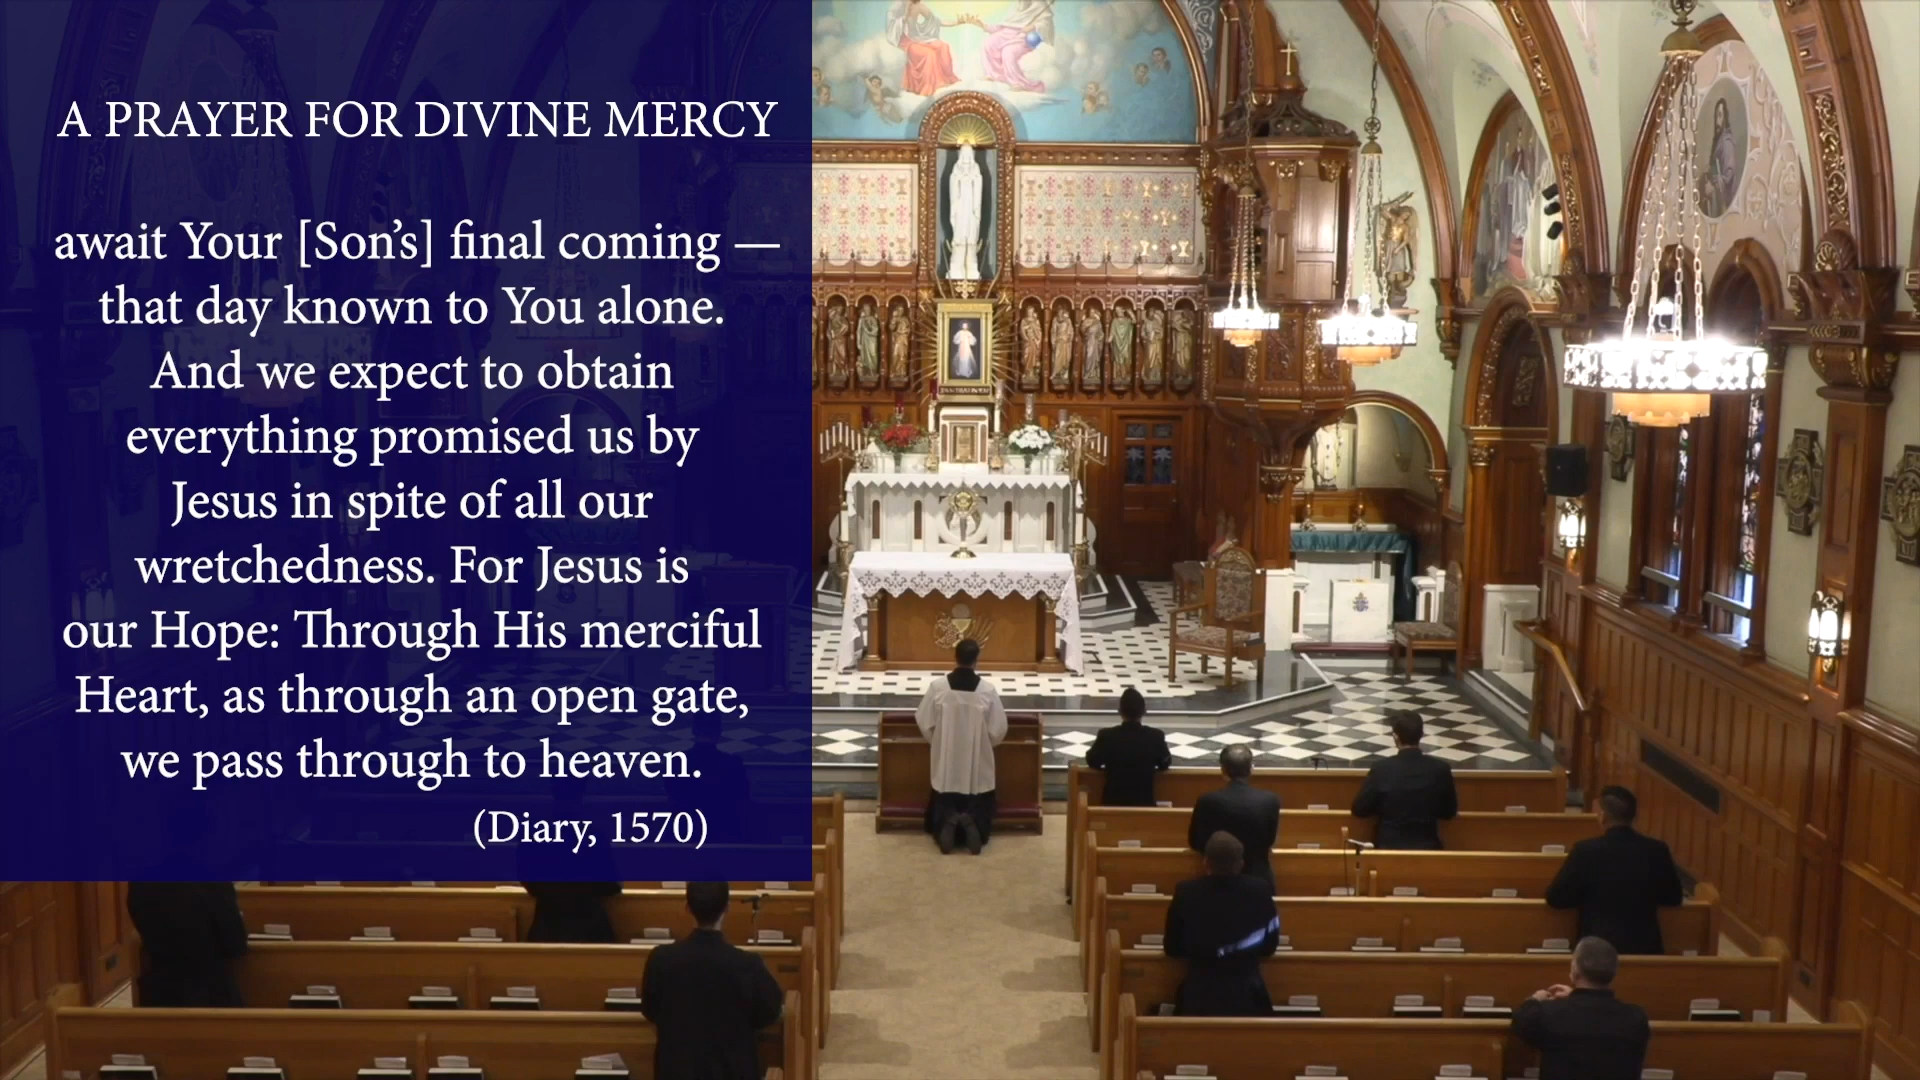 A PRAYER FOR DIVINE MERCY
await Your [Son’s] final coming —
that day known to You alone.
And we expect to obtain
everything promised us by
Jesus in spite of all our
wretchedness. For Jesus is
our Hope: Through His merciful
Heart, as through an open gate,
we pass through to heaven.
(Diary, 1570)